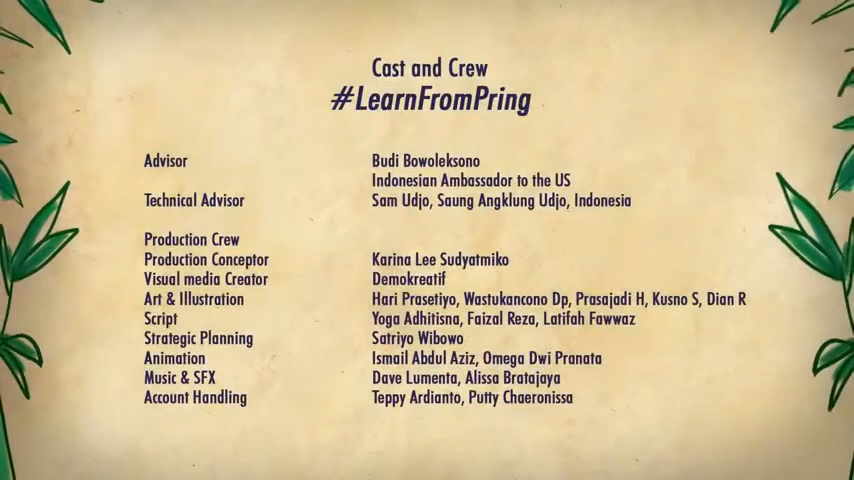 Cast and Crew
#LearnFromPring
Advisor Budi Bowoleksono
Indonesian Ambassador to the US
Technical Advisor Sam Udjo, Saung Angklung Udjo, Indonesia
Production Crew
Production Conceptor Karina Lee Sudyatmiko
Visual media Creator Demokreatif
Art & Illustration Hari Prasetiyo, Wastukancono Dp, Prasajadi H, Kusno S, Dian R
Script Yoga Adhitisna, Faizal Reza, Latifah Fawwaz
Strategic Planning Satriyo Wibowo
Animation Ismail Abdul Aziz, Omega Dwi Pranata
Music & SFX Dave Lumenta, Alissa Bratajaya
Account Handling Teppy Ardianto, Putty Chaeronissa